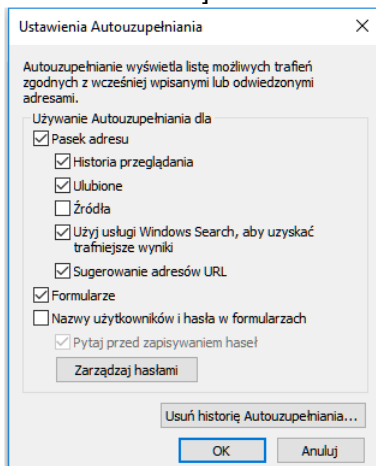 Ustawienia Autouzupełniania
Autouzupełnianie wyświetla listę możliwych trafień
zgodnych z wcześniej wpisanymi lub odwiedzonymi
adresami.
Używanie Autouzupełniania dla
Pasek adresu
Historia przeglądania
Ulubione
Źródła
Użyj usługi Windows Search, aby uzyskać
trafniejsze wyniki
Sugerowanie adresów URL
Formularze
Nazwy użytkowników i hasła w formularzach
Pytaj przed zapisywaniem haseł
Zarządzaj hasłami
Usuń historię Autouzupełniania...
OK Anuluj